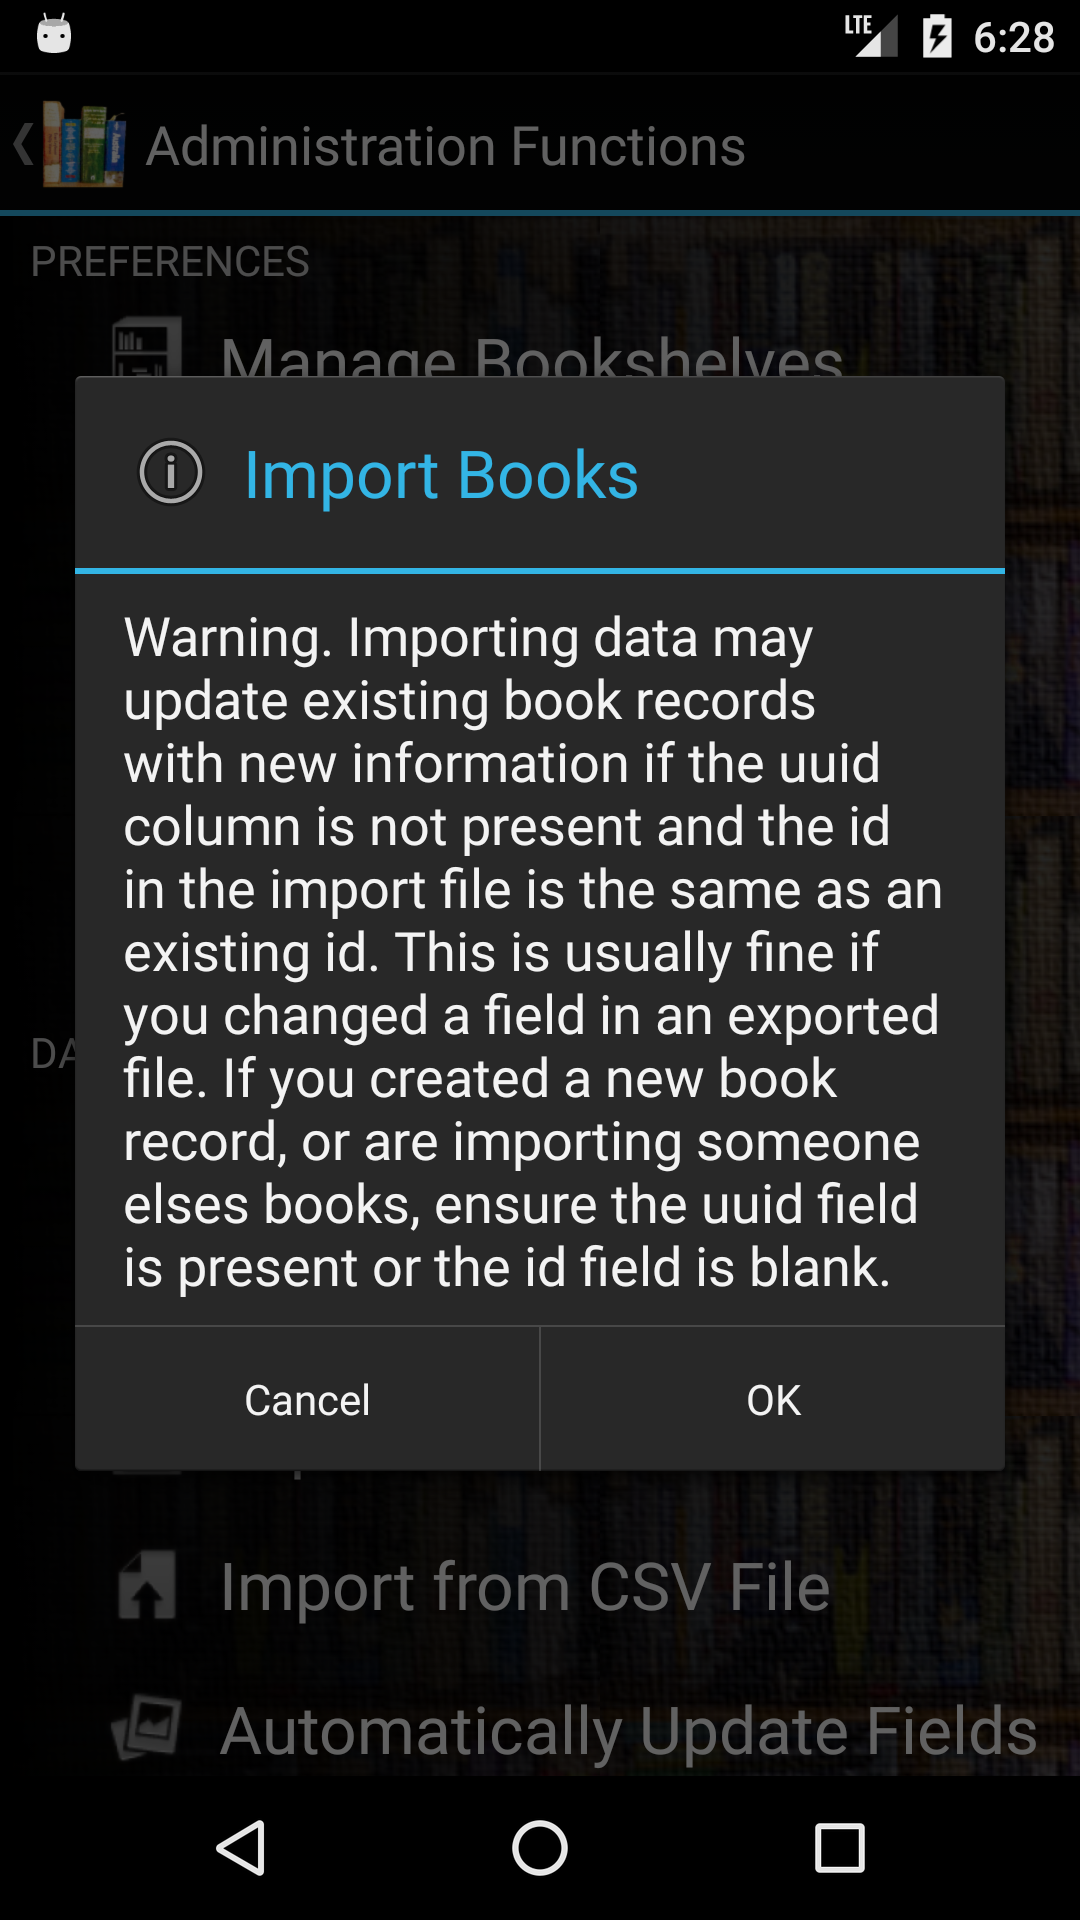 LTE 6:28
Administration Functions
PREFERENCES
Manage Bookshelves
Import Books
Warning. Importing data may
update existing book records
with new information if the uuid
column is not present and the id
in the import file is the same as an
existing id. This is usually fine if
you changed a field in an exported
file. If you created a new book
record, or are importing someone
elses books, ensure the uuid field
is present or the id field is blank.
DA
Cancel
OK
Import from CSV File
Automatically Update Fields